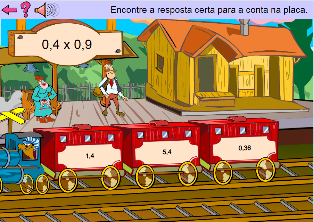 Encontre a resposta certa para a conta na placa.
0,4 x 0,9
1,4
5,4
0,36